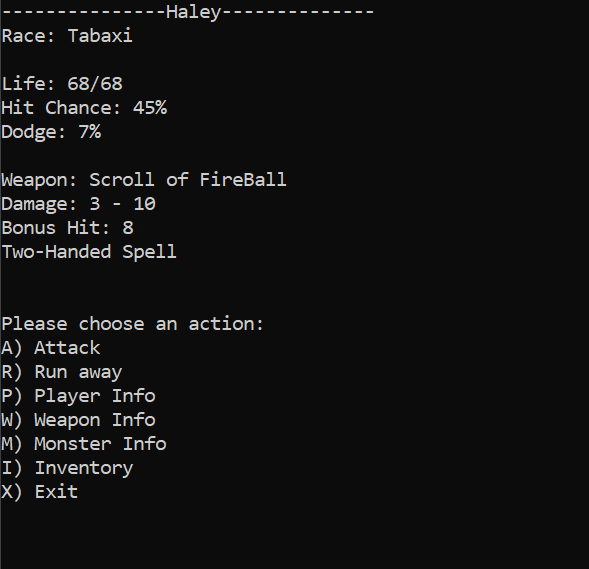 ---------------Haley--------------
Race: Tabaxi
Life: 68/68
Hit Chance: 45%
Dodge: 7%
Weapon: Scroll of FireBall
Damage: 3 - 10
Bonus Hit: 8
Two-Handed Spell
Please choose an action:
A) Attack
R) Run away
P) Player Info
W) Weapon Info
M) Monster Info
I) Inventory
X) Exit